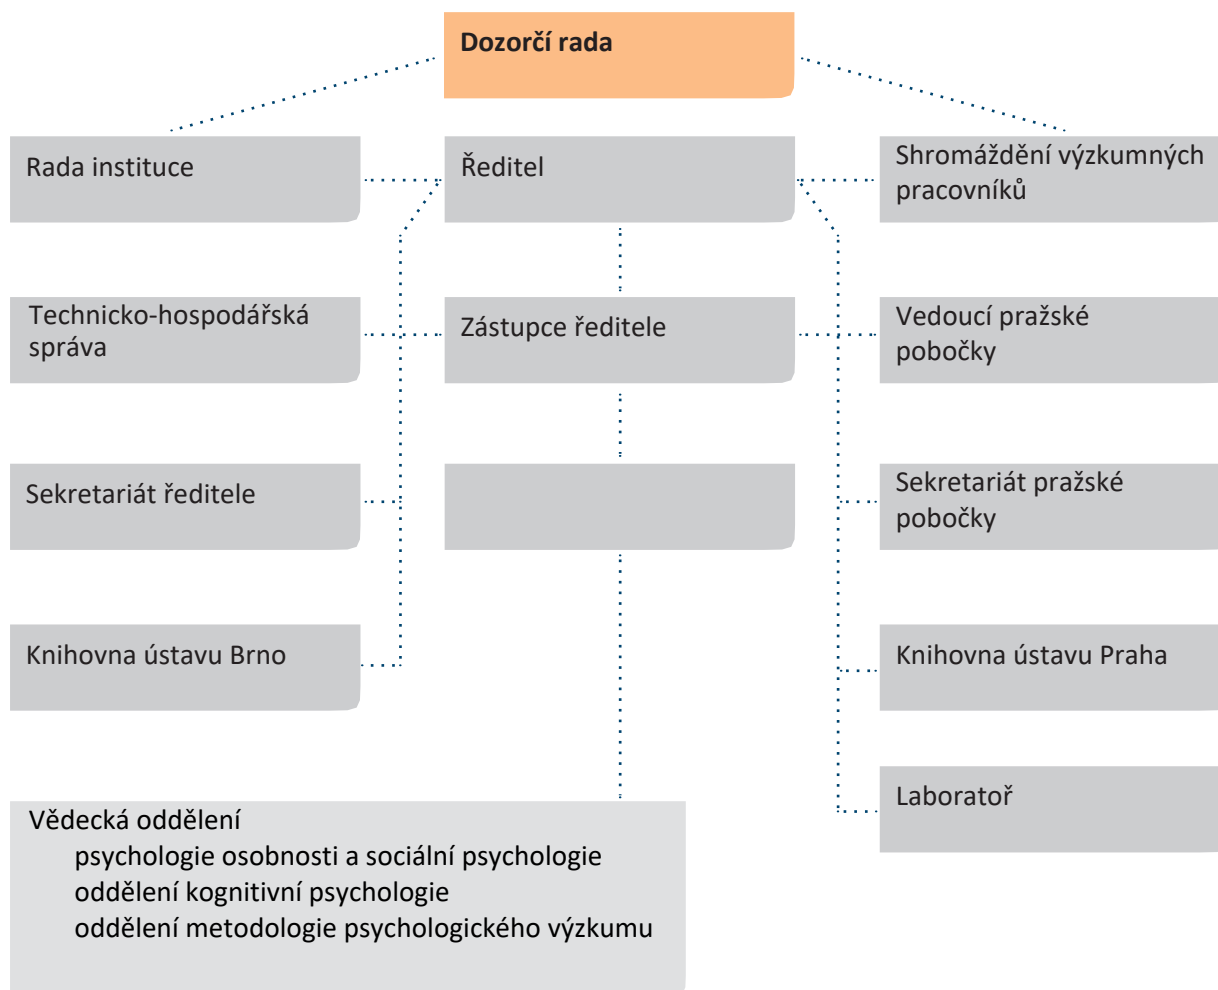 Dozorčí rada
Rada instituce
Ředitel
Shromáždění výzkumných
pracovníků
Technicko-hospodářská
správa
Zástupce ředitele
Vedoucí pražské
pobočky
Sekretariát ředitele
Sekretariát pražské
pobočky
Knihovna ústavu Brno
Knihovna ústavu Praha
Laboratoř
Vědecká oddělení
psychologie osobnosti a sociální psychologie
oddělení kognitivní psychologie
oddělení metodologie psychologického výzkumu